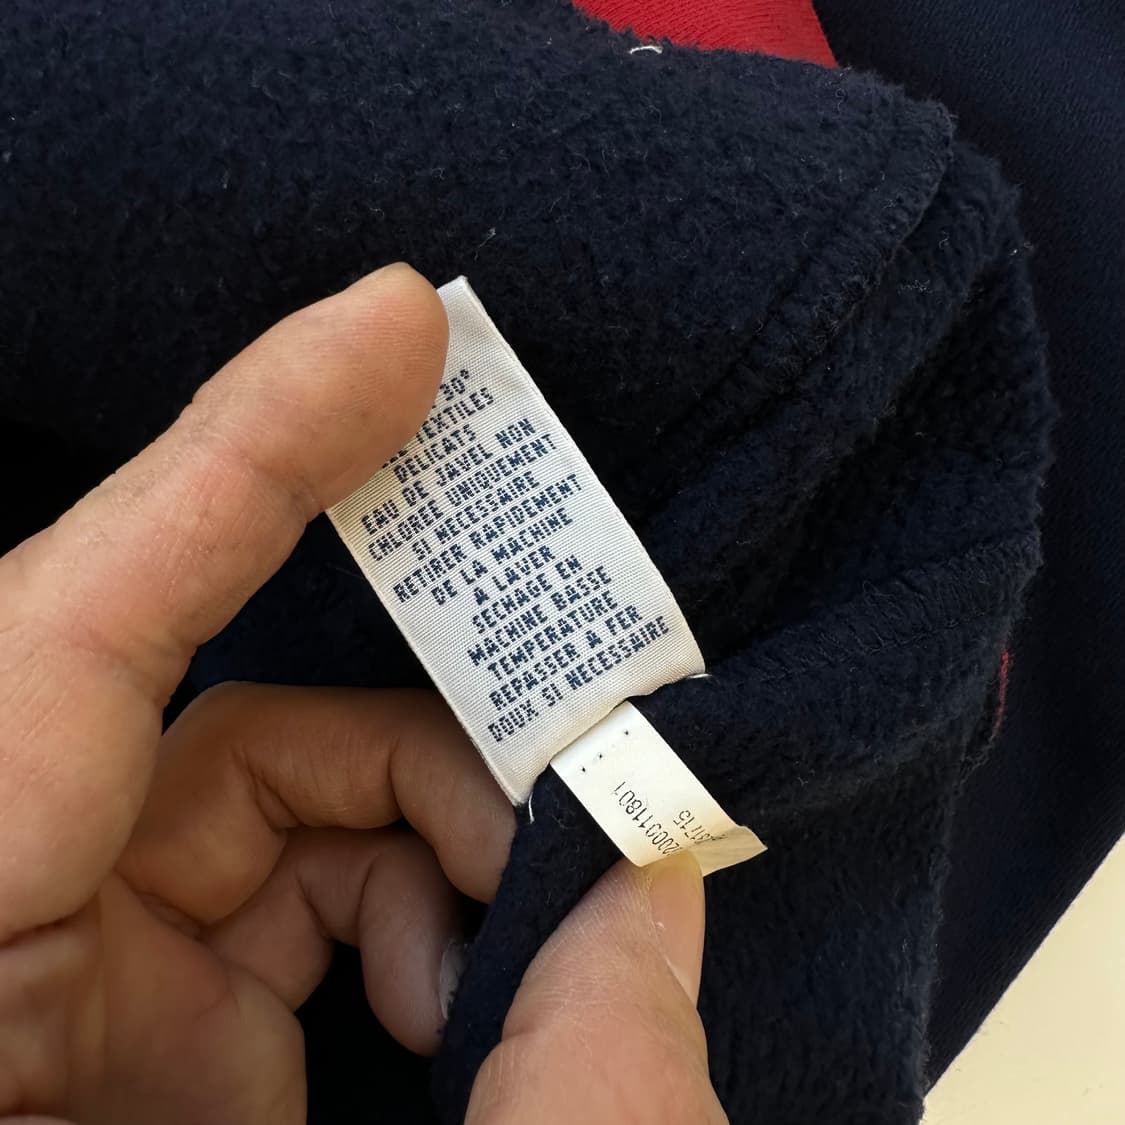 30°
TEXTILES
DELICATS
EAU DE JAVEL NON
CHLOREE UNIQUEMENT
SI NECESSAIRE
RETIRER RAPIDEMENT
DE LA MACHINE
A LAVER
SECHAGE EN
MACHINE BASSE
TEMPERATURE
REPASSER A FER
DOUX SI NECESSAIRE